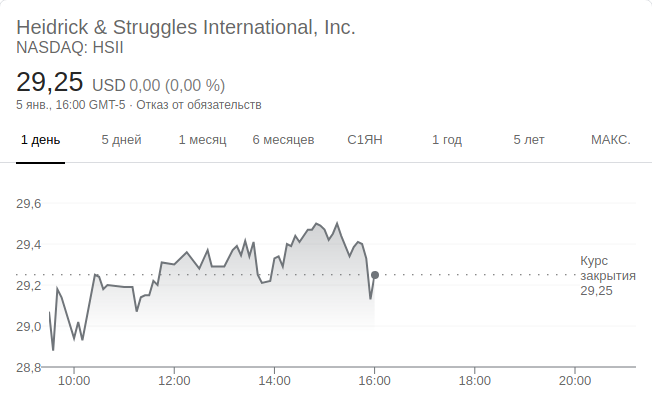 Heidrick & Struggles International, Inc.
NASDAQ: HSII
29,25 USD 0,00 (0,00 %)
5 янв., 16:00 GMT-5 · Отказ от обязательств
1 день 5 дней 1 месяц 6 месяцев С1ЯН 1 год 5 лет МАКС.
29,6
29,4
29,2
29,0
28,8
Курс
закрытия
29,25
10:00 12:00 14:00 16:00 18:00 20:00